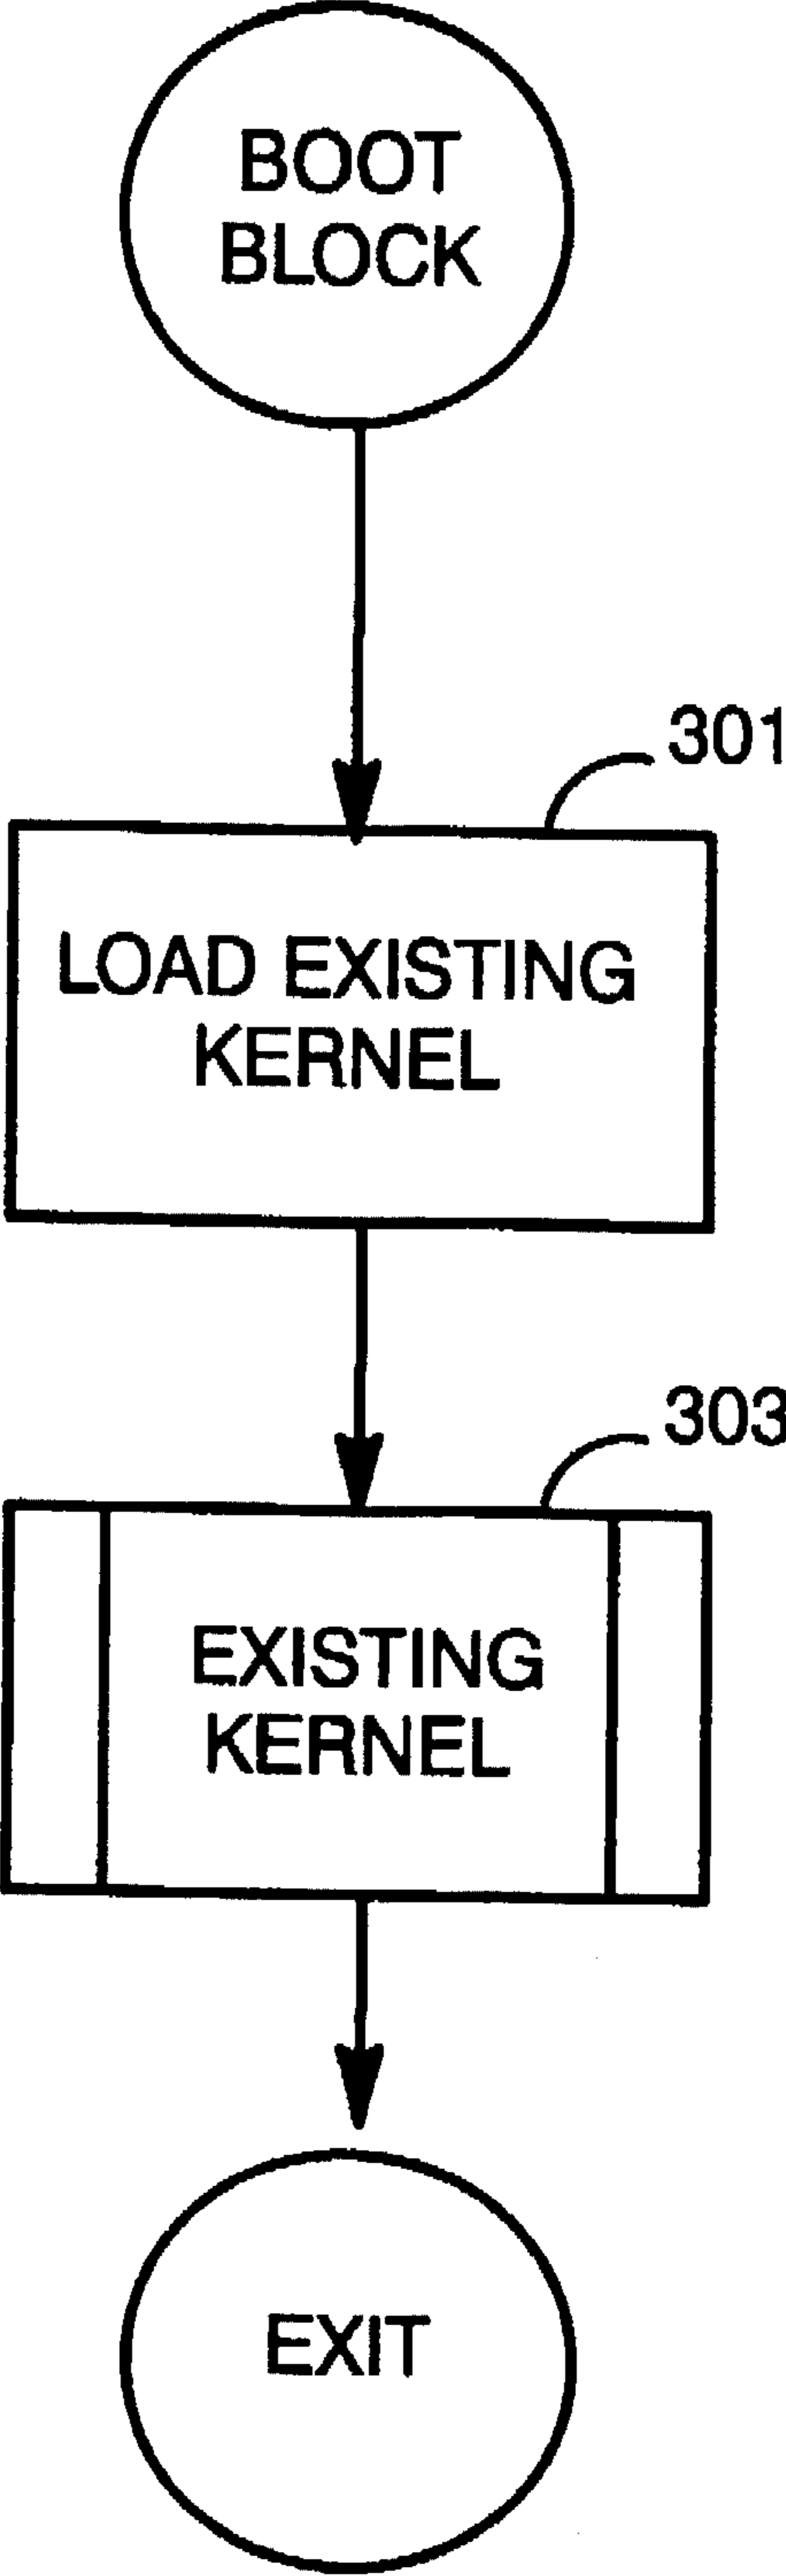 BOOT
BLOCK
301
LOAD EXISTING
KERNEL
303
EXISTING
KERNEL
EXIT